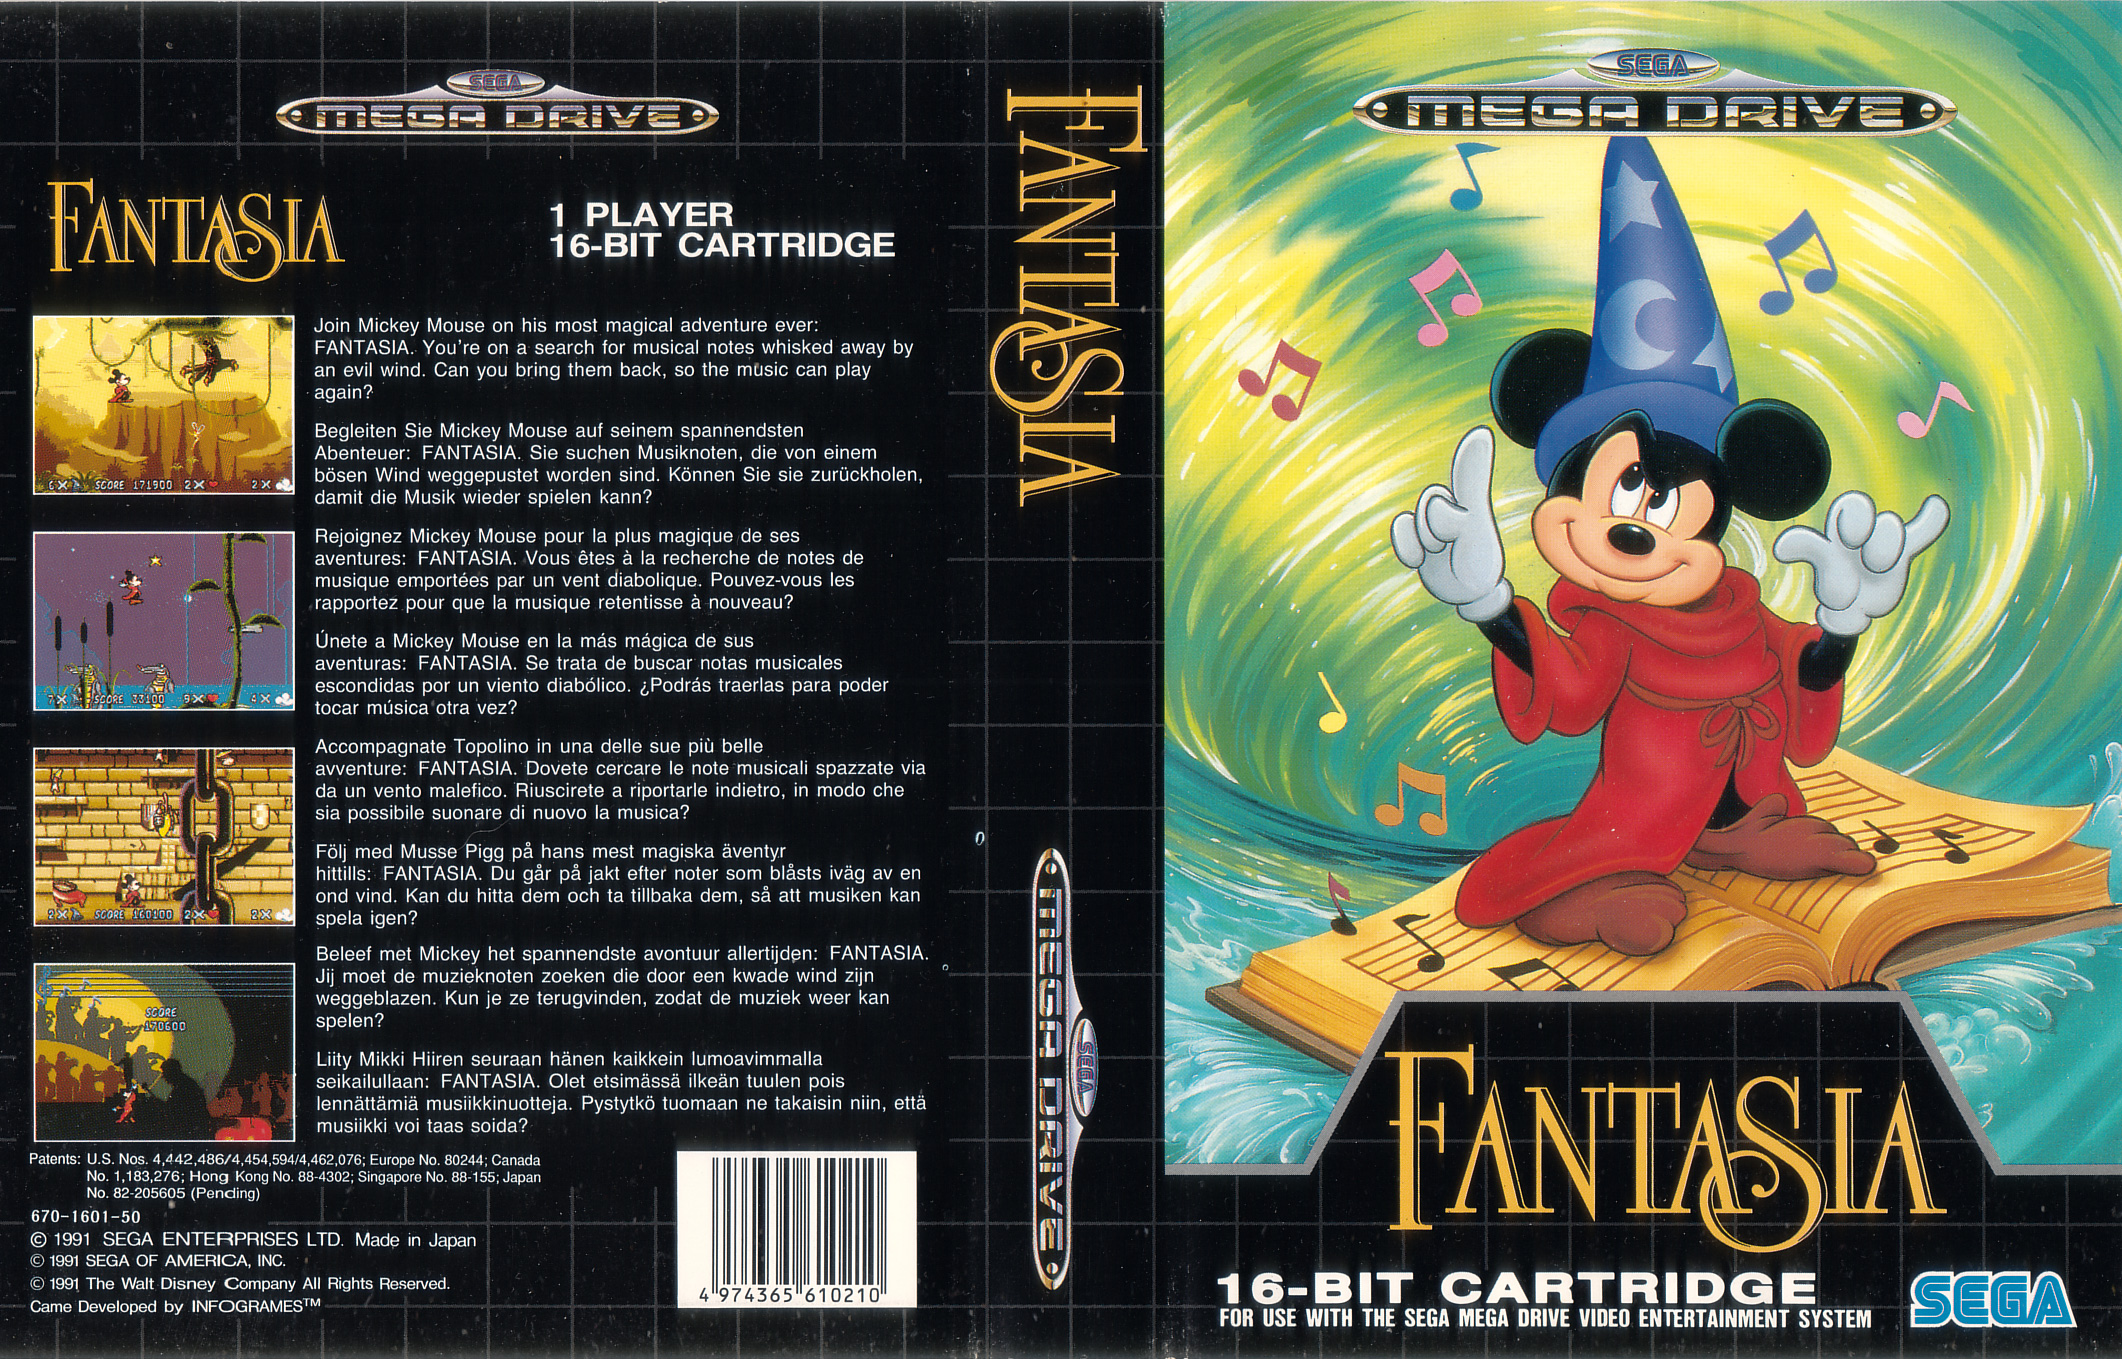 SEGA
MEGA DRIVE
FANTASIA
1 PLAYER
16-BIT CARTRIDGE
6 X SCORE 171900 2 X 2 X
7 X SCORE 33100 9 X 4 X
2 X SCORE 160100 2 X 2 X
SCORE
170600
Join Mickey Mouse on his most magical adventure ever:
FANTASIA. You're on a search for musical notes whisked away by
an evil wind. Can you bring them back, so the music can play
again?
Begleiten Sie Mickey Mouse auf seinem spannendsten
Abenteuer: FANTASIA. Sie suchen Musiknoten, die von einem
bösen Wind weggepustet worden sind. Können Sie sie zurückholen,
damit die Musik wieder spielen kann?
Rejoignez Mickey Mouse pour la plus magique de ses
aventures: FANTASIA. Vous êtes à la recherche de notes de
musique emportées par un vent diabolique. Pouvez-vous les
rapportez pour que la musique retentisse à nouveau?
Únete a Mickey Mouse en la más mágica de sus
aventuras: FANTASIA. Se trata de buscar notas musicales
escondidas por un viento diabólico. ¿Podrás traerlas para poder
tocar música otra vez?
Accompagnate Topolino in una delle sue più belle
avventure: FANTASIA. Dovete cercare le note musicali spazzate via
da un vento malefico. Riuscirete a riportarle indietro, in modo che
sia possibile suonare di nuovo la musica?
Följ med Musse Pigg på hans mest magiska äventyr
hittills: FANTASIA. Du går på jakt efter noter som blåsts iväg av en
ond vind. Kan du hitta dem och ta tillbaka dem, så att musiken kan
spela igen?
Beleef met Mickey het spannendste avontuur allertijden: FANTASIA.
Jij moet de muzieknoten zoeken die door een kwade wind zijn
weggeblazen. Kun je ze terugvinden, zodat de muziek weer kan
spelen?
Liity Mikki Hiiren seuraan hänen kaikkein lumoavimmalla
seikailullaan: FANTASIA. Olet etsimässä ilkeän tuulen pois
lennättämiä musiikkinuotteja. Pystytkö tuomaan ne takaisin niin, että
musiikki voi taas soida?
Patents: U.S. Nos. 4,442,486/4,454,594/4,462,076; Europe No. 80244; Canada
No. 1,183,276; Hong Kong No. 88-4302; Singapore No. 88-155; Japan
No. 82-205605 (Pending)
670-1601-50
© 1991 SEGA ENTERPRISES LTD. Made in Japan
© 1991 SEGA OF AMERICA, INC.
© 1991 The Walt Disney Company All Rights Reserved.
Came Developed by INFOGRAMES™
4 974365 610210
FANTASIA
MEGA DRIVE
SEGA
SEGA
MEGA DRIVE
FANTASIA
16-BIT CARTRIDGE
FOR USE WITH THE SEGA MEGA DRIVE VIDEO ENTERTAINMENT SYSTEM
SEGA